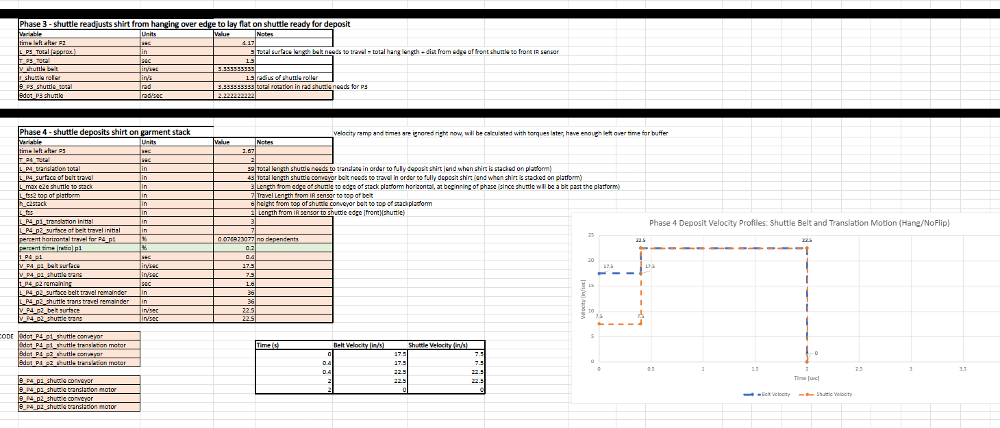 Phase 3 - shuttle readjusts shirt from hanging over edge to lay flat on shuttle ready for deposit
Variable Units Value Notes
time left after P2 sec 4.17
L_P3_Total (approx.) in 5 Total surface length belt needs to travel = total hang length + dist from edge of front shuttle to front IR sensor
T_P3_Total sec 1.5
V_shuttle belt in/sec 3.333333333
r_shuttle roller in/s 1.5 radius of shuttle roller
θ_P3_shuttle_total rad 3.333333333 total rotation in rad shuttle needs for P3
θdot_P3 shuttle rad/sec 2.222222222
Phase 4 - shuttle deposits shirt on garment stack
Velocity ramp and times are ignored right now, will be calculated with torques later, have enough left over time for buffer
Variable Units Value Notes
time left after P3 sec 2.67
T_P4_Total sec 2
L_P4_translation total in 39 Total length shuttle needs to translate in order to fully deposit shirt (end when shirt is stacked on platform)
L_P4_surface of belt travel in 43 Total length shuttle conveyor belt needs to travel in order to fully deposit shirt (end when shirt is stacked on platform)
L_max e2e shuttle to stack in 3 Length from edge of shuttle to edge of stack platform horizontal, at beginning of phase (since shuttle will be a bit past the platform)
L_fss2 top of platform in 7 Travel Length from IR sensor to top of belt
h_c2stack in 6 height from top of shuttle conveyor belt to top of stackplatform
L_fss in 1 Length from IR sensor to shuttle edge (front)(shuttle)
L_P4_p1_translation initial in 3
L_P4_p2_surface of belt travel initial in 7
percent horizontal travel for P4_p1 % 0.076923077 no dependents
percent time (ratio) p1 % 0.2
t_P4_p1 sec 0.4
V_P4_p1_belt surface in/sec 17.5
V_P4_p1_shuttle trans in/sec 7.5
t_P4_p2 remaining sec 1.6
L_P4_p2_surface belt travel remainder in 36
L_P4_p2_shuttle trans travel remainder in 36
V_P4_p2_belt surface in/sec 22.5
V_P4_p2_shuttle trans in/sec 22.5
CODE θdot_P4_p1_shuttle conveyor
θdot_P4_p1_shuttle translation motor
θdot_P4_p2_shuttle conveyor
θdot_P4_p2_shuttle translation motor
θ_P4_p1_shuttle conveyor
θ_P4_p1_shuttle translation motor
θ_P4_p2_shuttle conveyor
θ_P4_p2_shuttle translation motor
Time (s) Belt Velocity (in/s) Shuttle Velocity (in/s)
0 17.5 7.5
0.4 17.5 7.5
0.4 22.5 22.5
2 22.5 22.5
2 0 0
Phase 4 Deposit Velocity Profiles: Shuttle Belt and Translation Motion (Hang/NoFlip)
25
22.5 22.5
20
17.5 17.5
15
10
7.5 7.5
5
0
0
Velocity [in/sec]
0 0.5 1 1.5 2 2.5 3 3.5
Time [sec]
Belt Velocity Shuttle Velocity